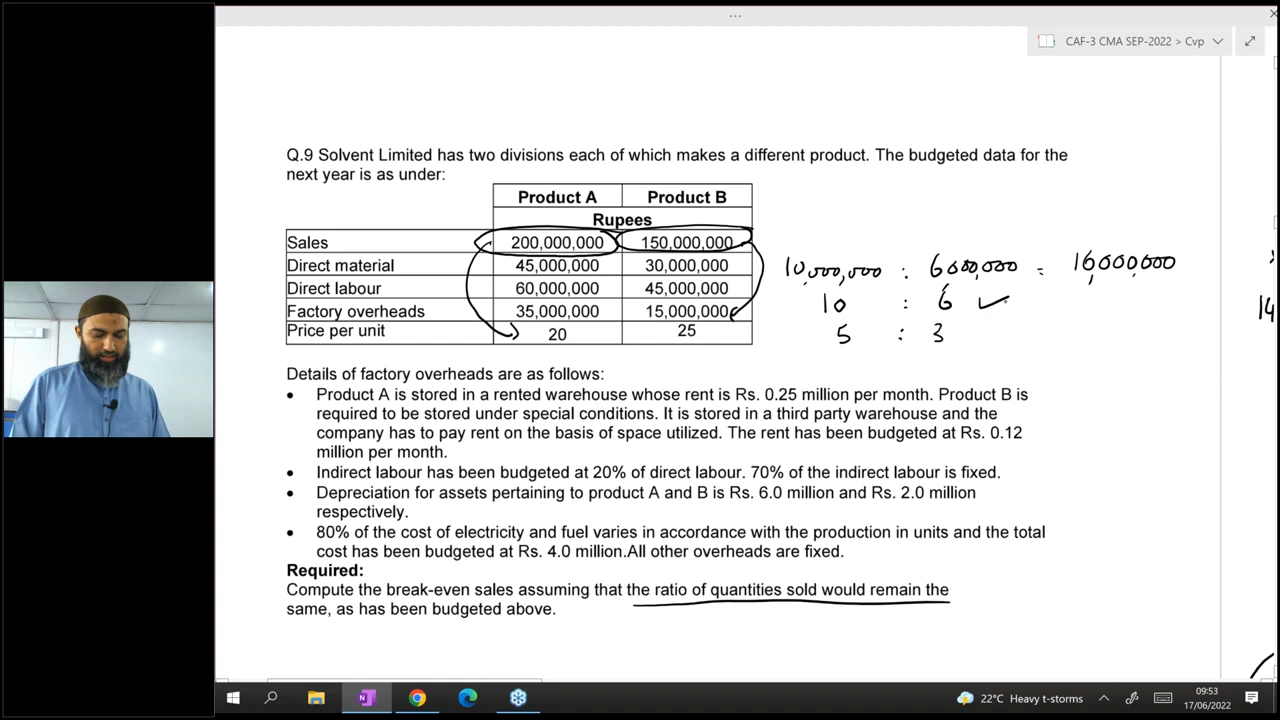 CAF-3 CMA SEP-2022 > Cvp
Q.9 Solvent Limited has two divisions each of which makes a different product. The budgeted data for the
next year is as under:
Product A Product B
Rupees
Sales 200,000,000 150,000,000
Direct material 45,000,000 30,000,000
Direct labour 60,000,000 45,000,000
Factory overheads 35,000,000 15,000,000
Price per unit 20 25
10,000,000 : 6000,000 = 16,000,000
10 : 6 ✓
14
5 : 3
Details of factory overheads are as follows:
• Product A is stored in a rented warehouse whose rent is Rs. 0.25 million per month. Product B is
required to be stored under special conditions. It is stored in a third party warehouse and the
company has to pay rent on the basis of space utilized. The rent has been budgeted at Rs. 0.12
million per month.
• Indirect labour has been budgeted at 20% of direct labour. 70% of the indirect labour is fixed.
• Depreciation for assets pertaining to product A and B is Rs. 6.0 million and Rs. 2.0 million
respectively.
• 80% of the cost of electricity and fuel varies in accordance with the production in units and the total
cost has been budgeted at Rs. 4.0 million.All other overheads are fixed.
Required:
Compute the break-even sales assuming that the ratio of quantities sold would remain the
same, as has been budgeted above.
22°C Heavy t-storms
09:53
17/06/2022